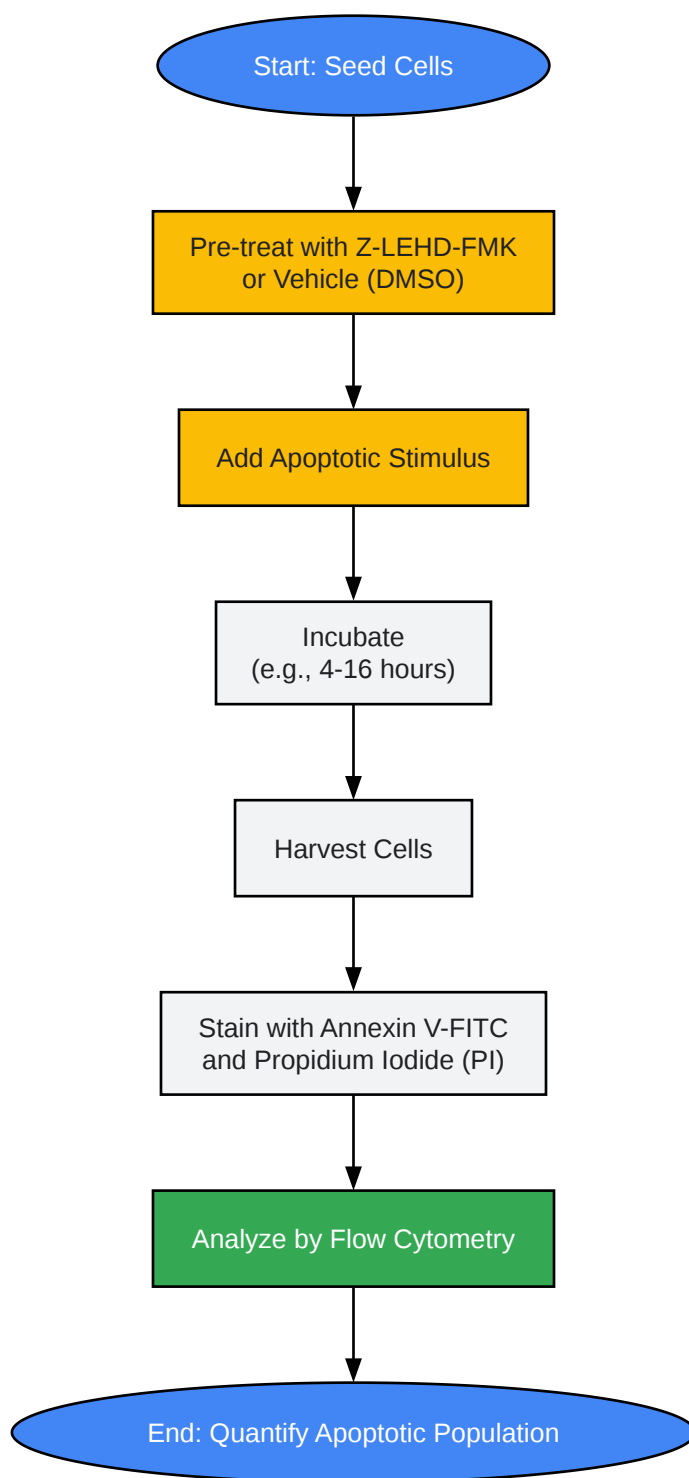 Start: Seed Cells
Pre-treat with Z-LEHD-FMK
or Vehicle (DMSO)
Add Apoptotic Stimulus
Incubate
(e.g., 4-16 hours)
Harvest Cells
Stain with Annexin V-FITC
and Propidium Iodide (PI)
Analyze by Flow Cytometry
End: Quantify Apoptotic Population